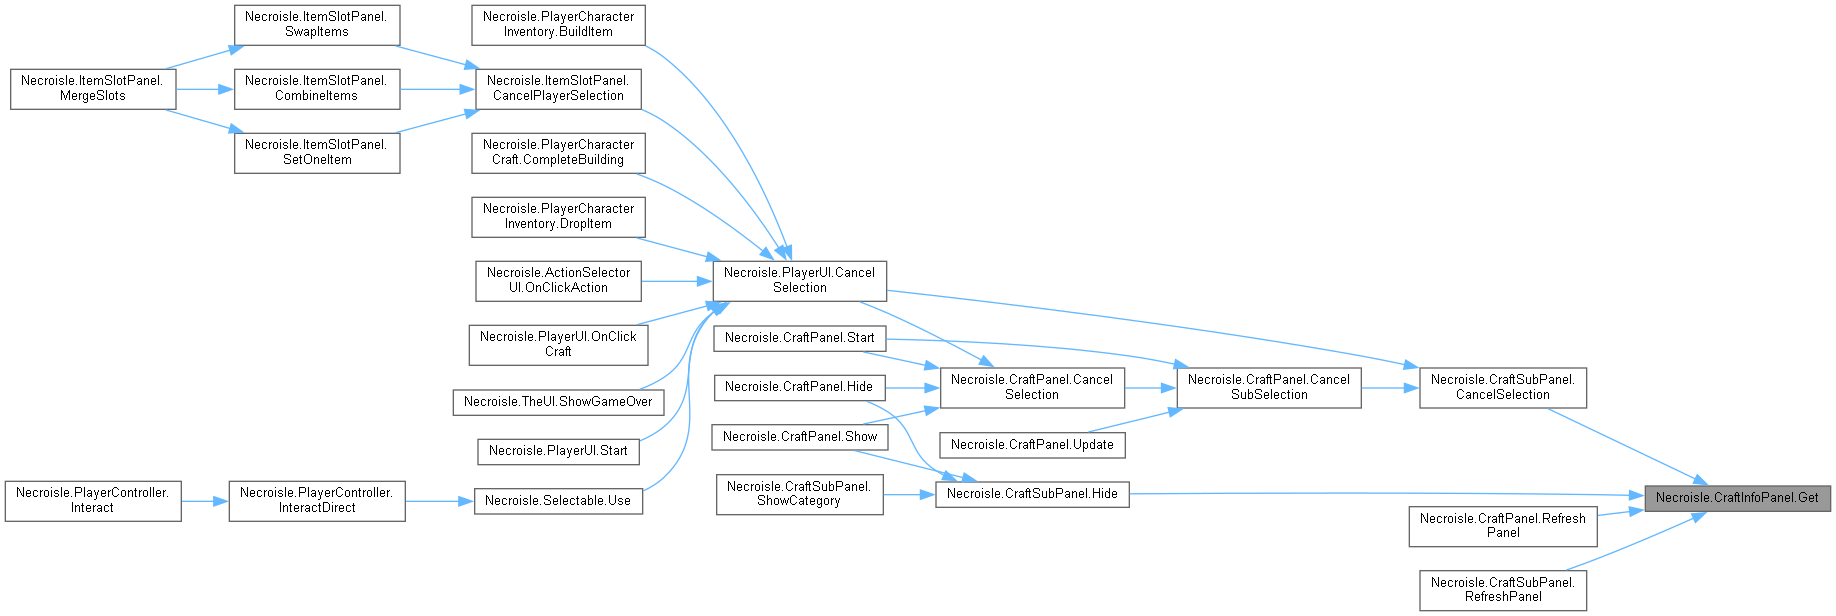 Necroisle.ItemSlotPanel.
SwapItems
Necroisle.PlayerCharacter
Inventory.BuildItem
Necroisle.ItemSlotPanel.
MergeSlots
Necroisle.ItemSlotPanel.
CombineItems
Necroisle.ItemSlotPanel.
CancelPlayerSelection
Necroisle.ItemSlotPanel.
SetOneItem
Necroisle.PlayerCharacter
Craft.CompleteBuilding
Necroisle.PlayerCharacter
Inventory.DropItem
Necroisle.ActionSelector
UI.OnClickAction
Necroisle.PlayerUI.Cancel
Selection
Necroisle.PlayerUI.OnClick
Craft
Necroisle.CraftPanel.Start
Necroisle.CraftPanel.Hide
Necroisle.CraftPanel.Cancel
Selection
Necroisle.CraftPanel.Cancel
SubSelection
Necroisle.CraftSubPanel.
CancelSelection
Necroisle.TheUI.ShowGameOver
Necroisle.CraftPanel.Show
Necroisle.CraftPanel.Update
Necroisle.PlayerUI.Start
Necroisle.PlayerController.
Interact
Necroisle.PlayerController.
InteractDirect
Necroisle.Selectable.Use
Necroisle.CraftSubPanel.
ShowCategory
Necroisle.CraftSubPanel.Hide
Necroisle.CraftInfoPanel.Get
Necroisle.CraftPanel.Refresh
Panel
Necroisle.CraftSubPanel.
RefreshPanel